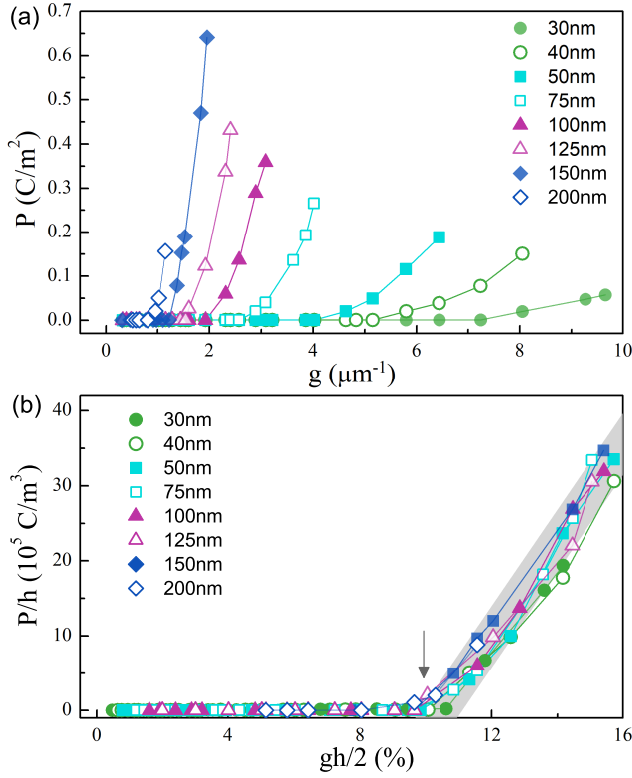 (a)
0.7
0.6
0.5
0.4
0.3
0.2
0.1
0.0
P (C/m²)
0 2 4 6 8 10
g (μm⁻¹)
30nm
40nm
50nm
75nm
100nm
125nm
150nm
200nm
(b)
40
30
20
10
0
P/h (10⁵ C/m³)
0 4 8 12 16
gh/2 (%)
30nm
40nm
50nm
75nm
100nm
125nm
150nm
200nm